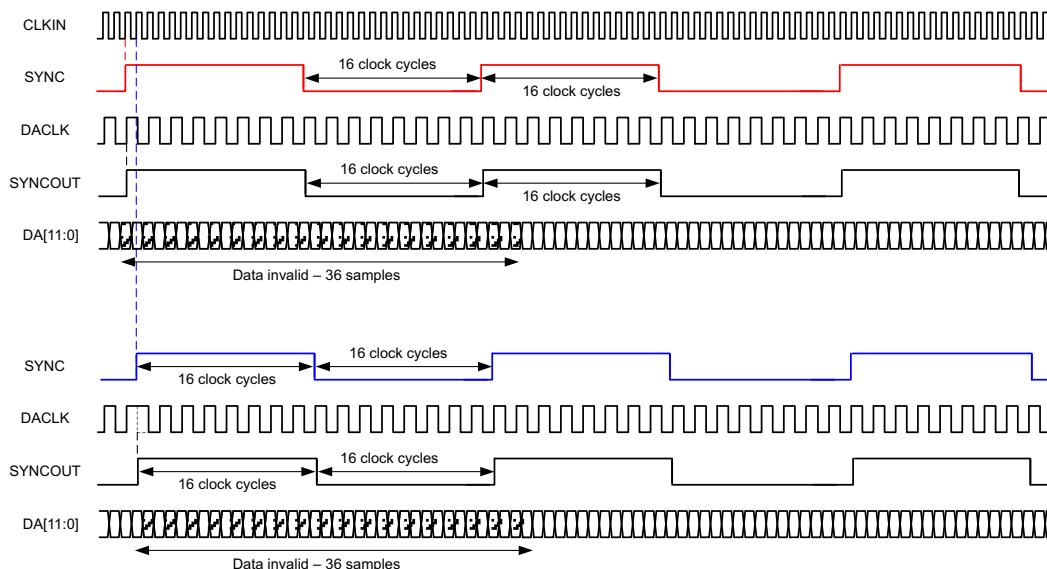 CLKIN
SYNC
16 clock cycles
16 clock cycles
DACLK
SYNCOUT
16 clock cycles
16 clock cycles
DA[11:0]
Data invalid – 36 samples
SYNC
16 clock cycles
16 clock cycles
DACLK
SYNCOUT
16 clock cycles
16 clock cycles
DA[11:0]
Data invalid – 36 samples